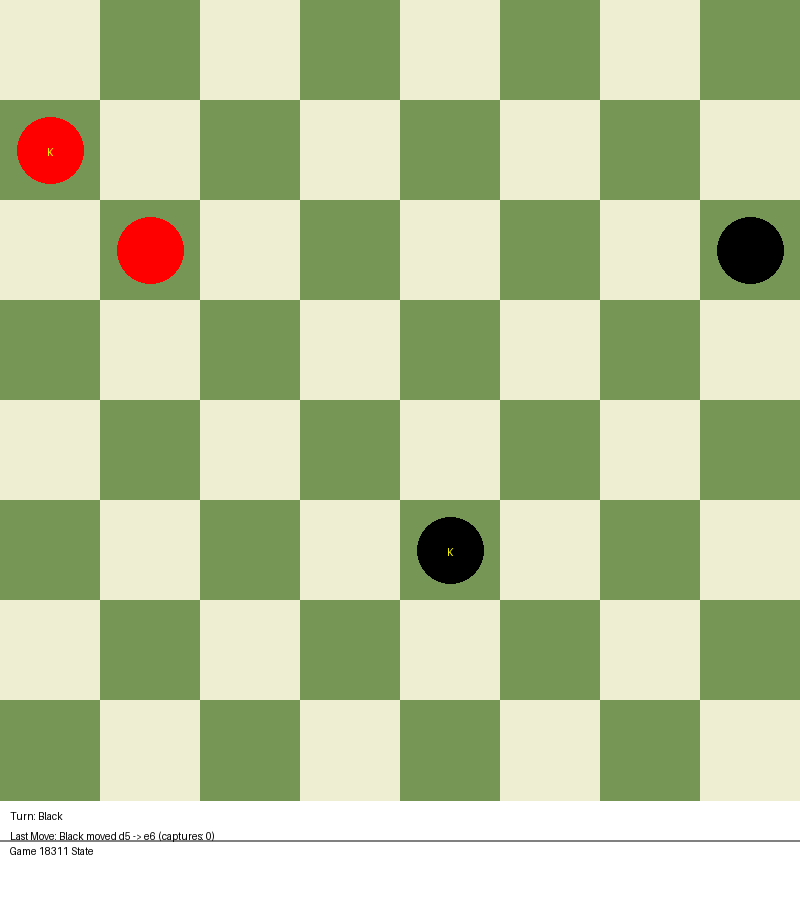 K
K
Turn: Black
Last Move: Black moved d5 -> e6 (captures: 0)
Game 18311 State